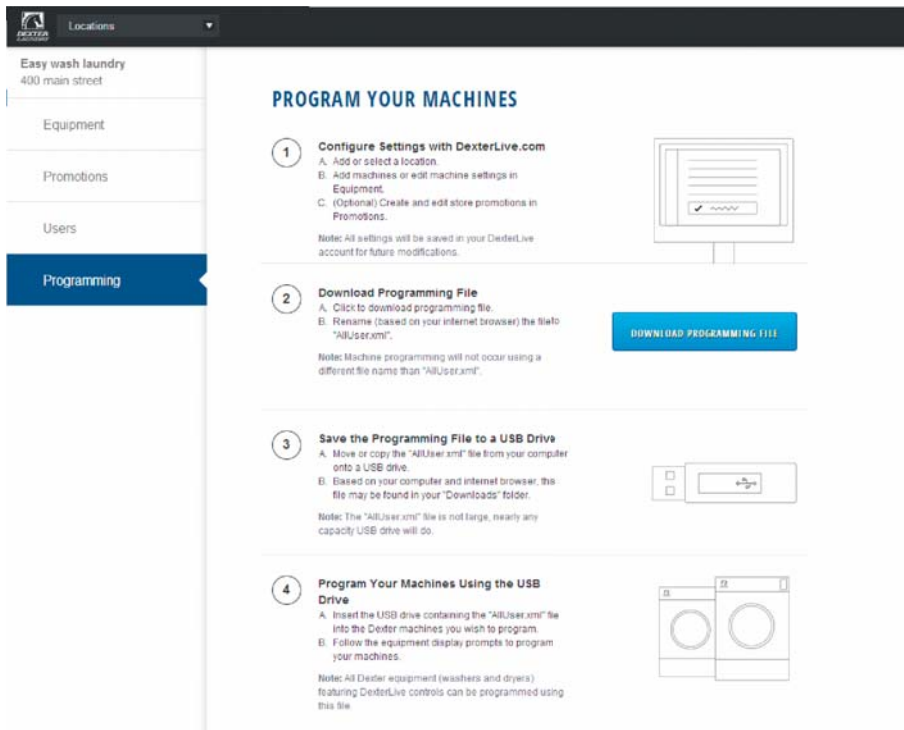 DEXTER
LAUNDRY
Locations
Easy wash laundry
400 main street
Equipment
Promotions
Users
Programming
PROGRAM YOUR MACHINES
1
Configure Settings with DexterLive.com
A. Add or select a location.
B. Add machines or edit machine settings in
Equipment.
C. (Optional) Create and edit store promotions in
Promotions.
Note: All settings will be saved in your DexterLive
account for future modifications.
2
Download Programming File
A. Click to download programming file.
B. Rename (based on your internet browser) the file to
"AllUser.xml".
Note: Machine programming will not occur using a
different file name than "AllUser.xml".
DOWNLOAD PROGRAMMING FILE
3
Save the Programming File to a USB Drive
A. Move or copy the "AllUser.xml" file from your computer
onto a USB drive.
B. Based on your computer and internet browser, this
file may be found in your "Downloads" folder.
Note: The "AllUser.xml" file is not large, nearly any
capacity USB drive will do.
4
Program Your Machines Using the USB
Drive
A. Insert the USB drive containing the "AllUser.xml" file
into the Dexter machines you wish to program.
B. Follow the equipment display prompts to program
your machines.
Note: All Dexter equipment (washers and dryers)
featuring DexterLive controls can be programmed using
this file